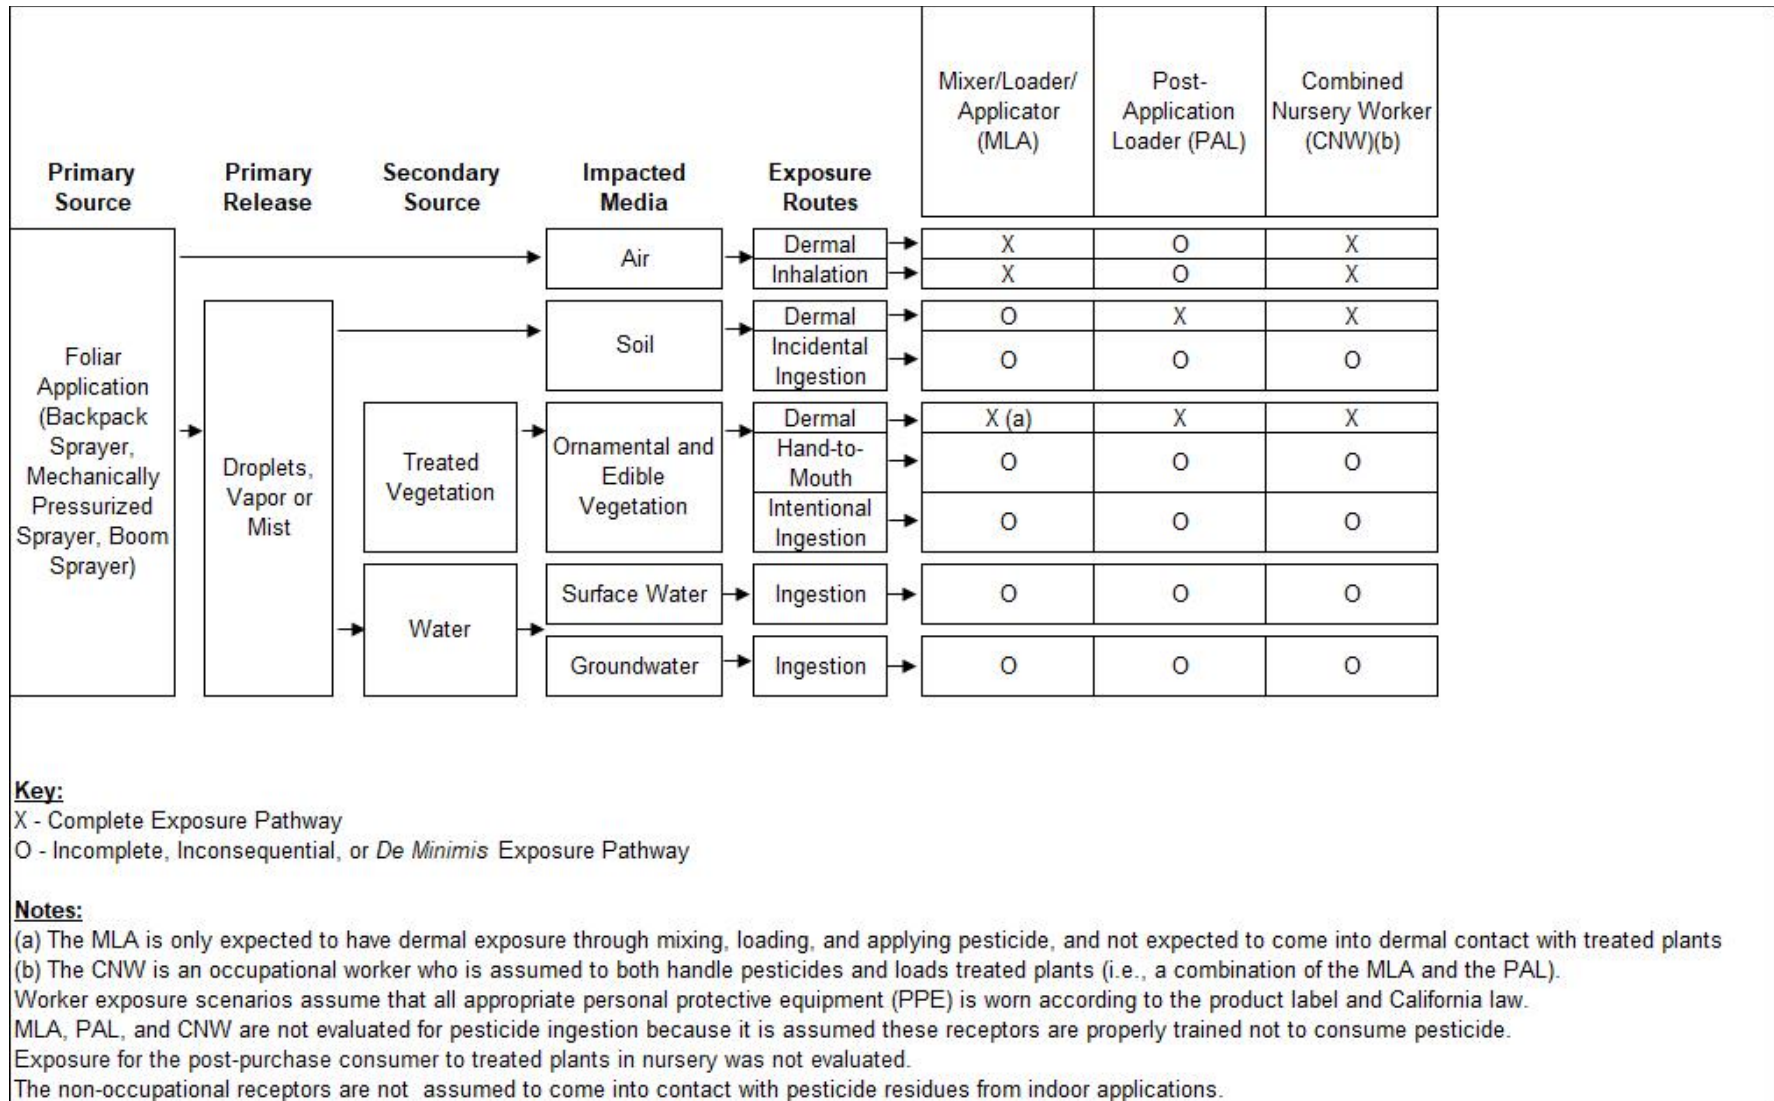 Mixer/Loader/
Applicator
(MLA)
Post-
Application
Loader (PAL)
Combined
Nursery Worker
(CNW)(b)
Primary
Source
Primary
Release
Secondary
Source
Impacted
Media
Exposure
Routes
Foliar
Application
(Backpack
Sprayer,
Mechanically
Pressurized
Sprayer, Boom
Sprayer)
Droplets,
Vapor or
Mist
Treated
Vegetation
Water
Air
Dermal X O X
Inhalation X O X
Soil
Dermal O X X
Incidental
Ingestion O O O
Ornamental and
Edible
Vegetation
Dermal X (a) X X
Hand-to-
Mouth O O O
Intentional
Ingestion O O O
Surface Water Ingestion O O O
Groundwater Ingestion O O O
Key:
X - Complete Exposure Pathway
O - Incomplete, Inconsequential, or De Minimis Exposure Pathway
Notes:
(a) The MLA is only expected to have dermal exposure through mixing, loading, and applying pesticide, and not expected to come into dermal contact with treated plants
(b) The CNW is an occupational worker who is assumed to both handle pesticides and loads treated plants (i.e., a combination of the MLA and the PAL).
Worker exposure scenarios assume that all appropriate personal protective equipment (PPE) is worn according to the product label and California law.
MLA, PAL, and CNW are not evaluated for pesticide ingestion because it is assumed these receptors are properly trained not to consume pesticide.
Exposure for the post-purchase consumer to treated plants in nursery was not evaluated.
The non-occupational receptors are not assumed to come into contact with pesticide residues from indoor applications.